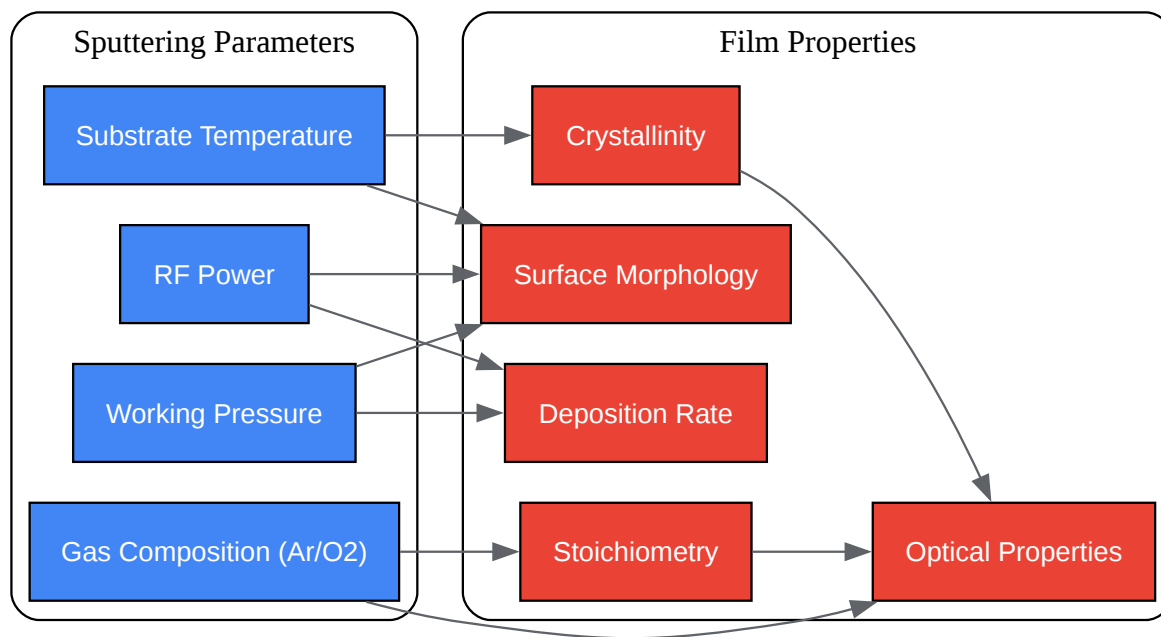 Sputtering Parameters
Film Properties
Substrate Temperature
Crystallinity
RF Power
Surface Morphology
Working Pressure
Deposition Rate
Gas Composition (Ar/O2)
Stoichiometry
Optical Properties